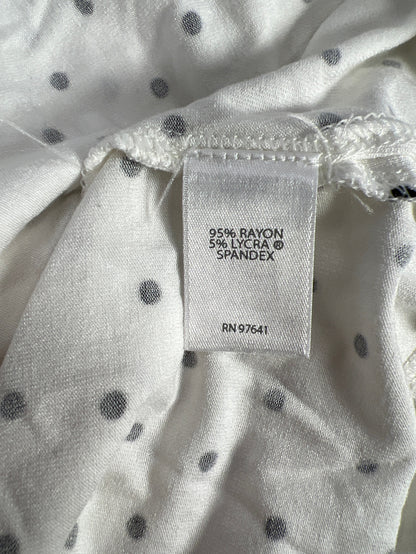 95% RAYON
5% LYCRA ®
SPANDEX
RN 97641